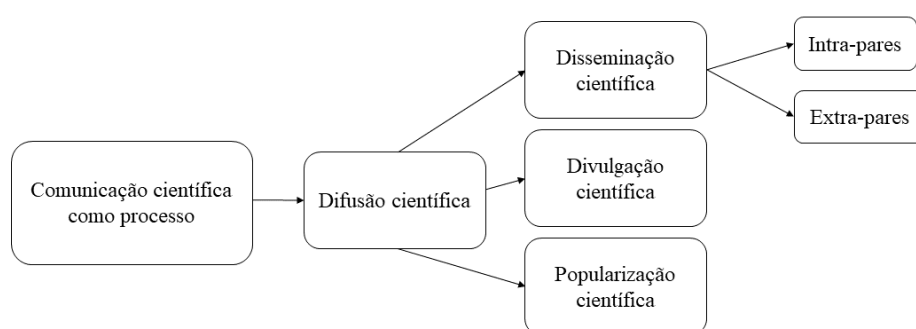 Comunicação científica
como processo
Difusão científica
Disseminação
científica
Intra-pares
Extra-pares
Divulgação
científica
Popularização
científica